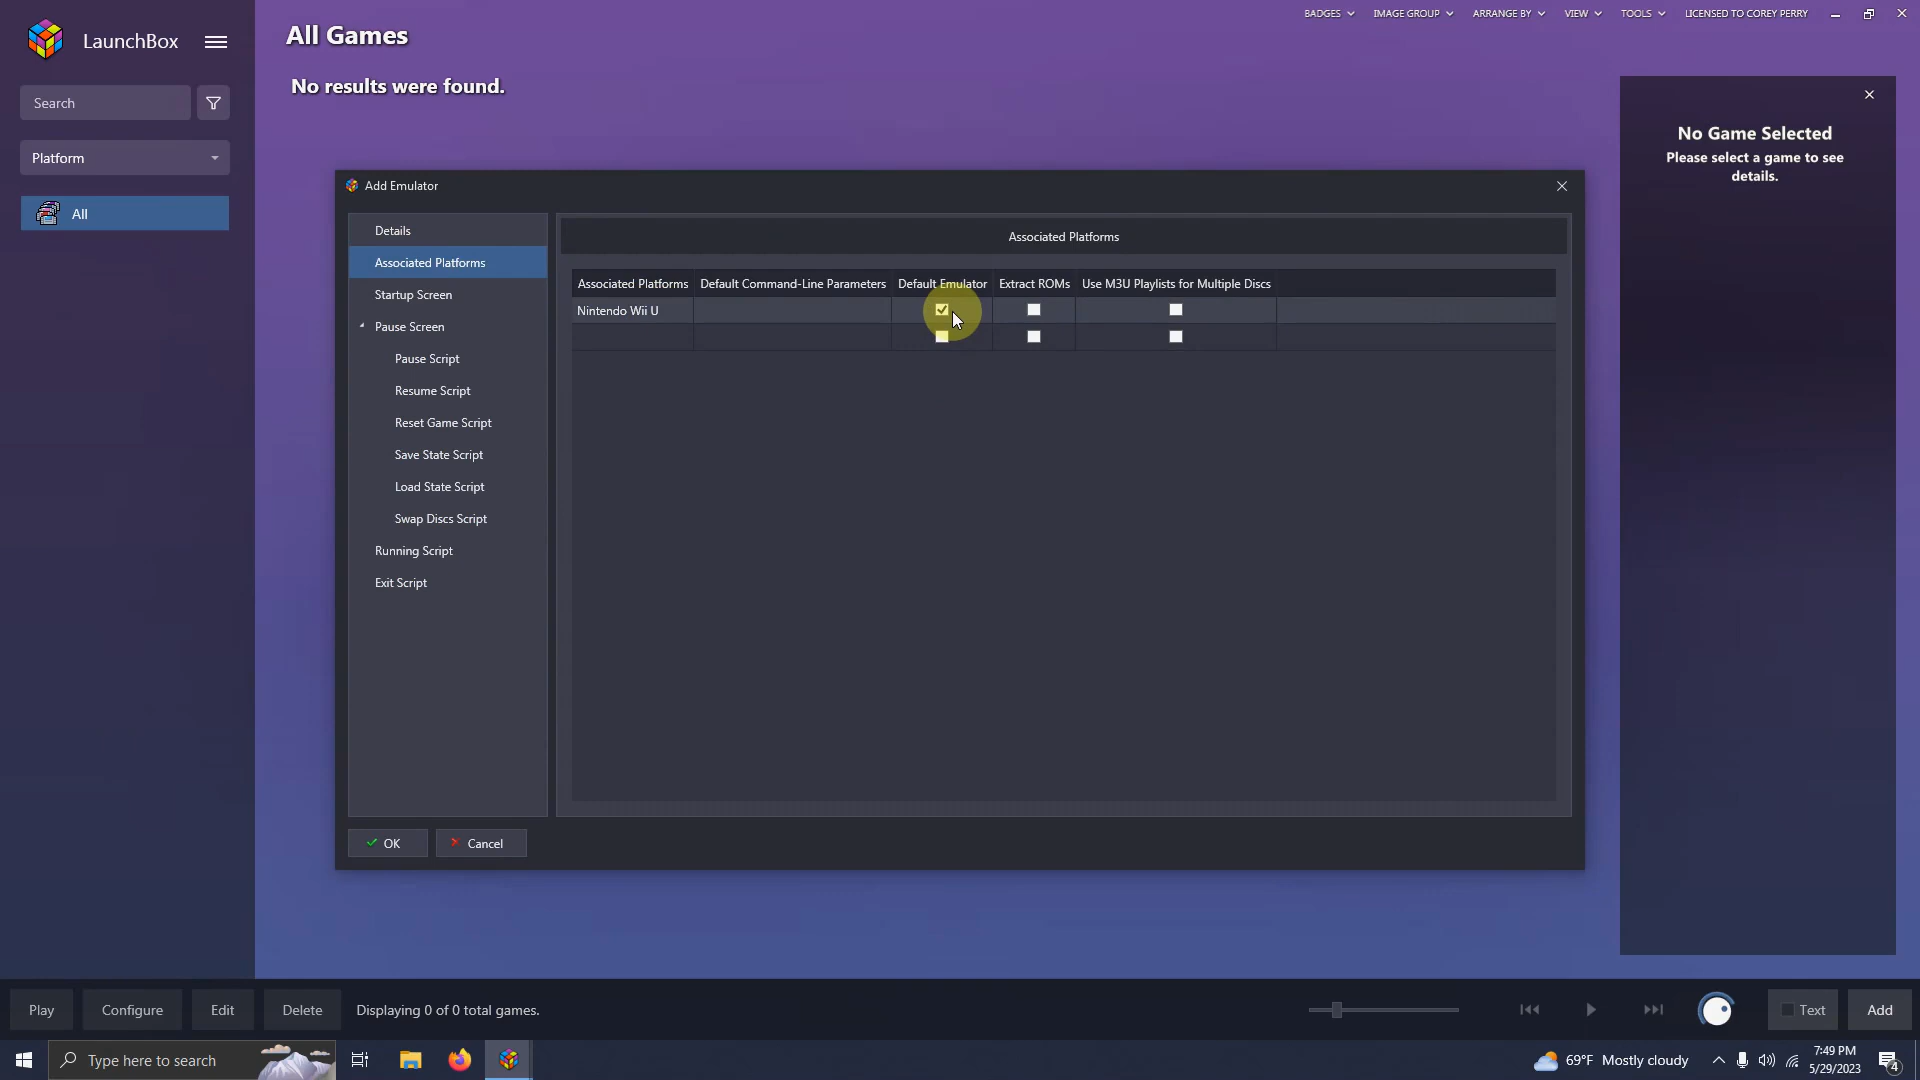 LaunchBox
Search
Platform
All
All Games
No results were found.
BADGES
IMAGE GROUP
ARRANGE BY
VIEW
TOOLS
LICENSED TO COREY PERRY
No Game Selected
Please select a game to see
details.
Add Emulator
Details
Associated Platforms
Startup Screen
Pause Screen
Pause Script
Resume Script
Reset Game Script
Save State Script
Load State Script
Swap Discs Script
Running Script
Exit Script
Associated Platforms
Associated Platforms Default Command-Line Parameters Default Emulator Extract ROMs Use M3U Playlists for Multiple Discs
Nintendo Wii U
OK
Cancel
Play
Configure
Edit
Delete
Displaying 0 of 0 total games.
Text
Add
Type here to search
69°F Mostly cloudy
7:49 PM
5/29/2023
4